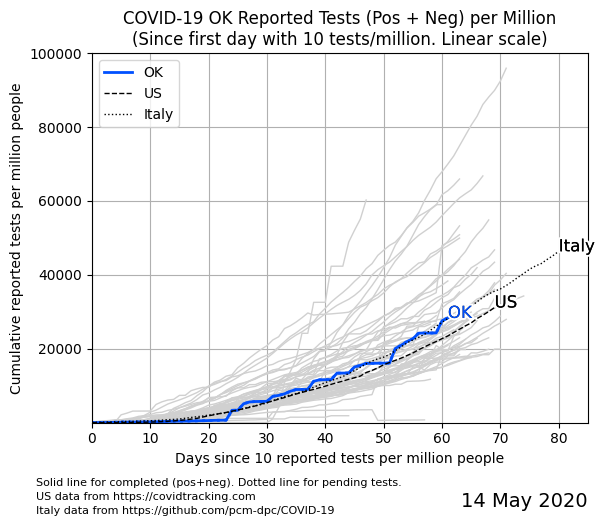 COVID-19 OK Reported Tests (Pos + Neg) per Million
(Since first day with 10 tests/million. Linear scale)
100000
80000
60000
40000
20000
Cumulative reported tests per million people
OK
US
Italy
Italy
US
OK
0 10 20 30 40 50 60 70 80
Days since 10 reported tests per million people
Solid line for completed (pos+neg). Dotted line for pending tests.
US data from https://covidtracking.com
Italy data from https://github.com/pcm-dpc/COVID-19
14 May 2020